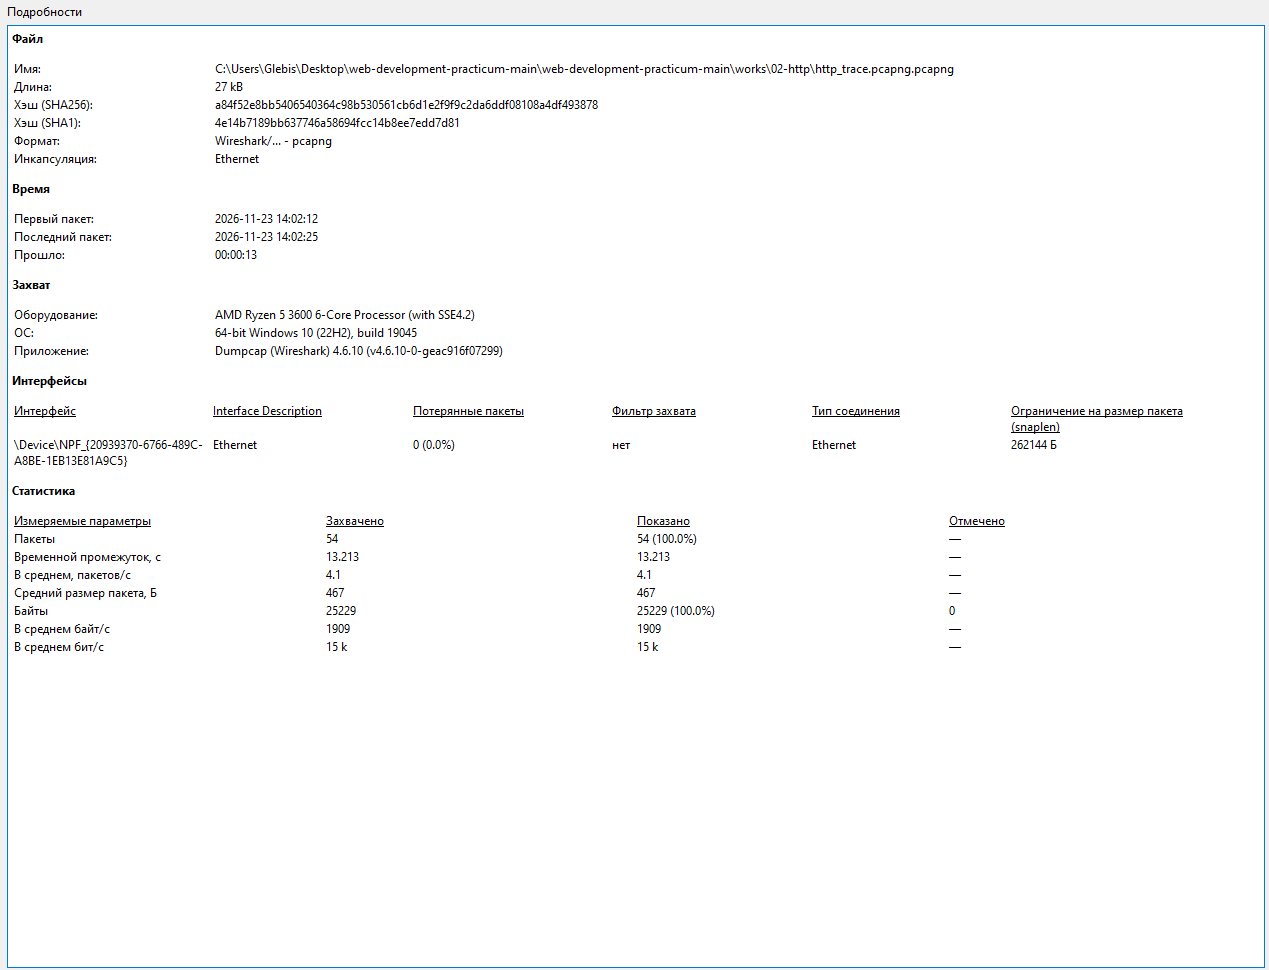 Подробности
Файл
Имя: C:\Users\Glebis\Desktop\web-development-practicum-main\web-development-practicum-main\works\02-http\http_trace.pcapng.pcapng
Длина: 27 kB
Хэш (SHA256): a84f52e8bb5406540364c98b530561cb6d1e2f9f9c2da6ddf08108a4df493878
Хэш (SHA1): 4e14b7189bb637746a58694fcc14b8ee7edd7d81
Формат: Wireshark/... - pcapng
Инкапсуляция: Ethernet
Время
Первый пакет: 2026-11-23 14:02:12
Последний пакет: 2026-11-23 14:02:25
Прошло: 00:00:13
Захват
Оборудование: AMD Ryzen 5 3600 6-Core Processor (with SSE4.2)
ОС: 64-bit Windows 10 (22H2), build 19045
Приложение: Dumpcap (Wireshark) 4.6.10 (v4.6.10-0-geac916f07299)
Интерфейсы
Интерфейс Interface Description Потерянные пакеты Фильтр захвата Тип соединения Ограничение на размер пакета
(snaplen)
\Device\NPF_{20939370-6766-489C- Ethernet 0 (0.0%) нет Ethernet 262144 Б
A8BE-1EB13E81A9C5}
Статистика
Измеряемые параметры Захвачено Показано Отмечено
Пакеты 54 54 (100.0%) —
Временной промежуток, с 13.213 13.213 —
В среднем, пакетов/с 4.1 4.1 —
Средний размер пакета, Б 467 467 —
Байты 25229 25229 (100.0%) 0
В среднем байт/с 1909 1909 —
В среднем бит/с 15 k 15 k —